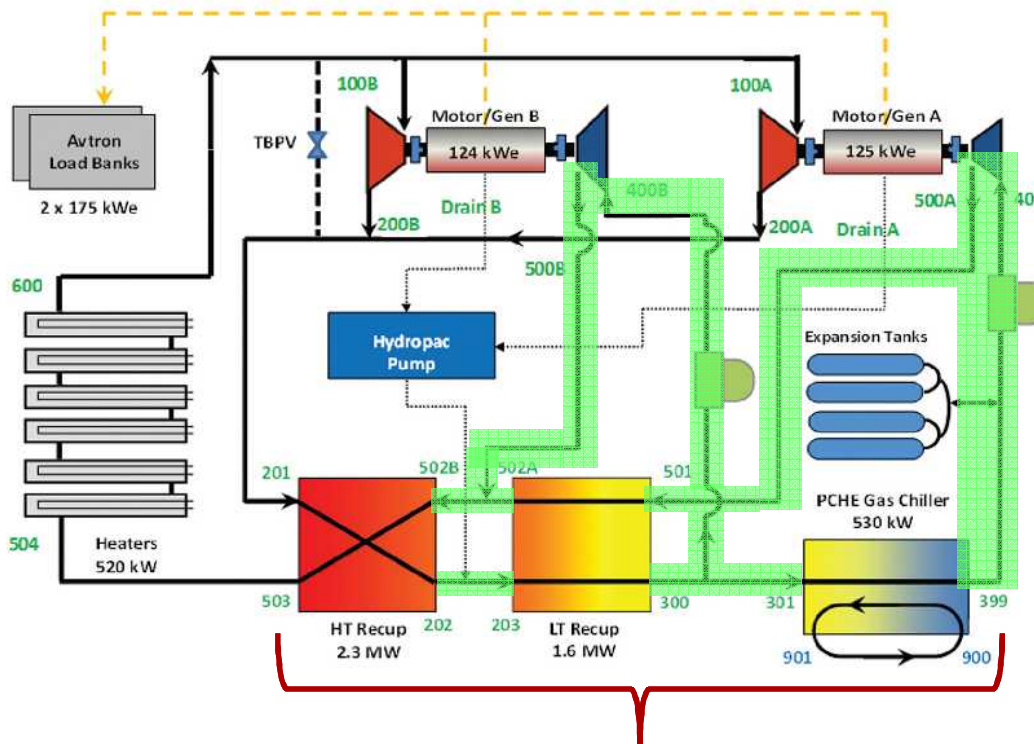 100B
100A
Motor/Gen B
Motor/Gen A
Avtron
Load Banks
TBPV
124 kWe
125 kWe
2 x 175 kWe
400B
500A
40
Drain B
200B
200A
Drain A
500B
600
Hydropac
Pump
Expansion Tanks
201
502B
502A
501
PCHE Gas Chiller
530 kW
504
Heaters
520 kW
503
202
203
300
301
399
HT Recup
2.3 MW
LT Recup
1.6 MW
901
900